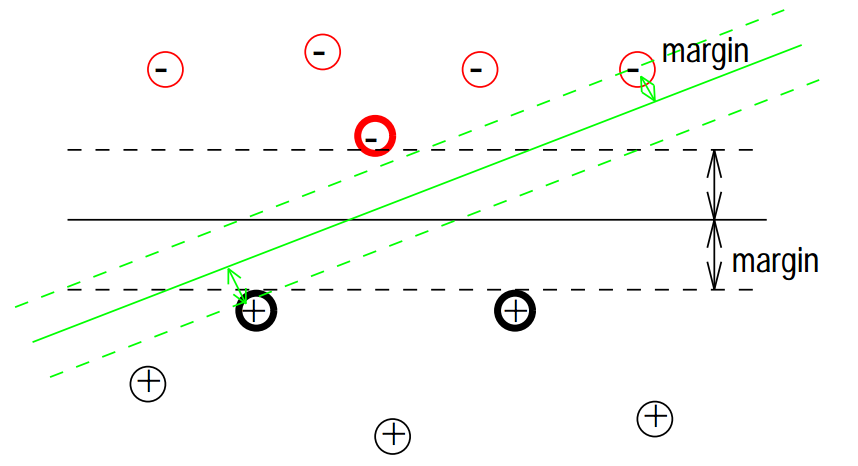 - - - - margin
-
margin
+ +
+
+ +